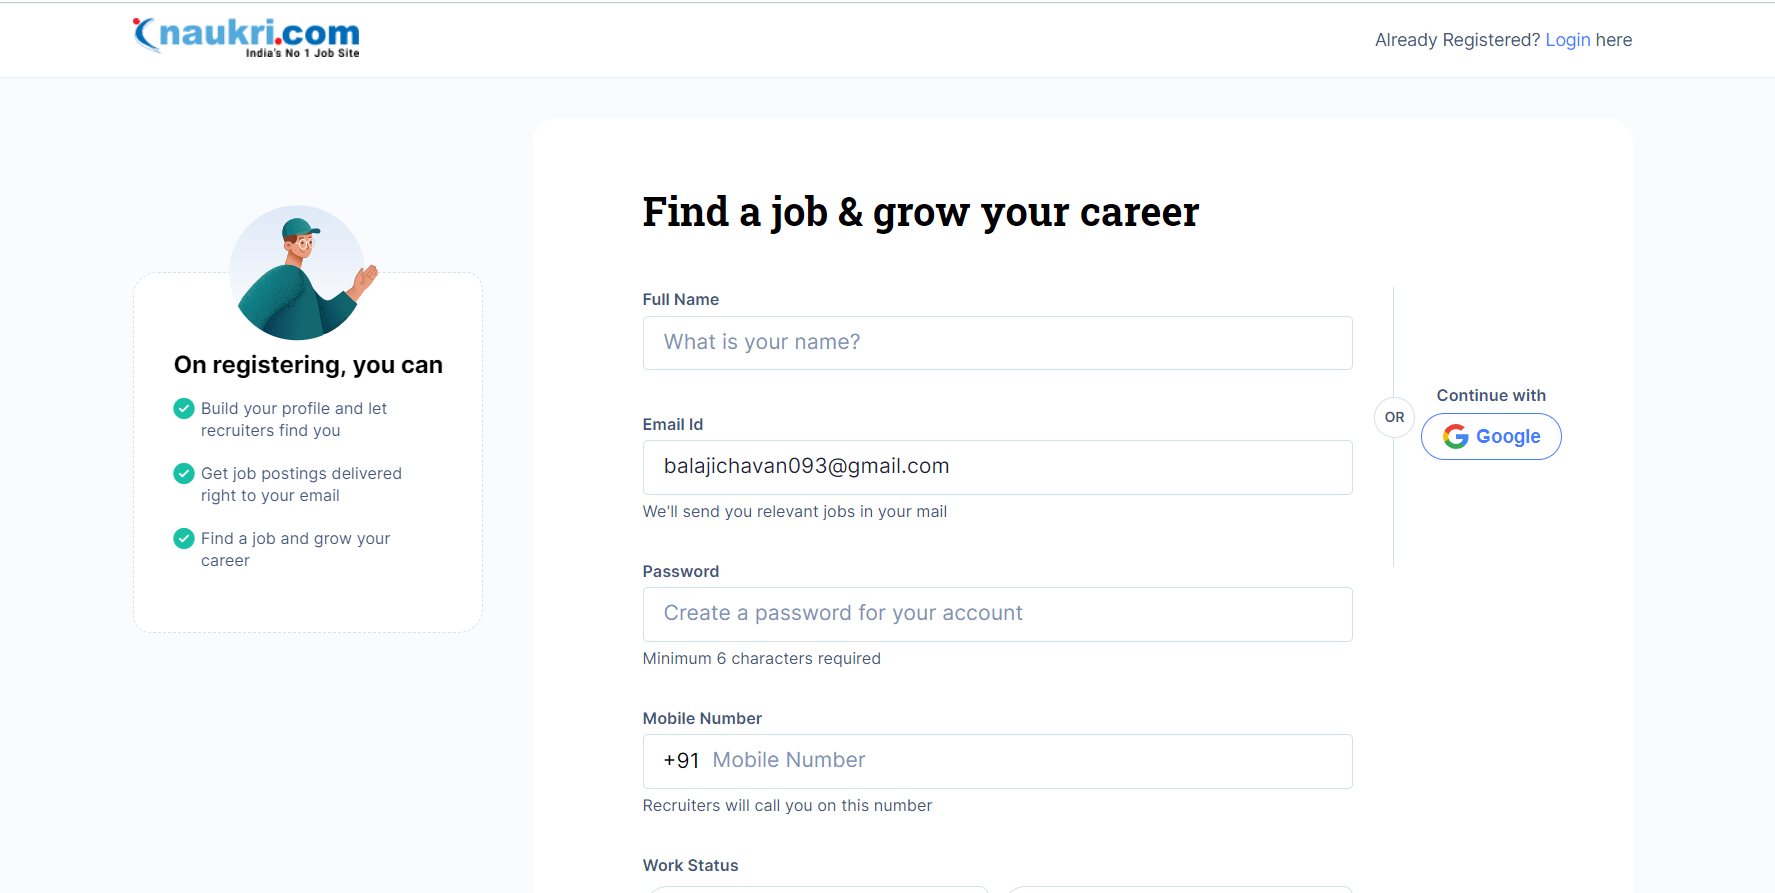 naukri.com
India's No 1 Job Site
Already Registered? Login here
On registering, you can
Build your profile and let
recruiters find you
Get job postings delivered
right to your email
Find a job and grow your
career
Find a job & grow your career
Full Name
What is your name?
Email Id
balajichavan093@gmail.com
We'll send you relevant jobs in your mail
Password
Create a password for your account
Minimum 6 characters required
Mobile Number
+91 Mobile Number
Recruiters will call you on this number
Work Status
OR
Continue with
Google